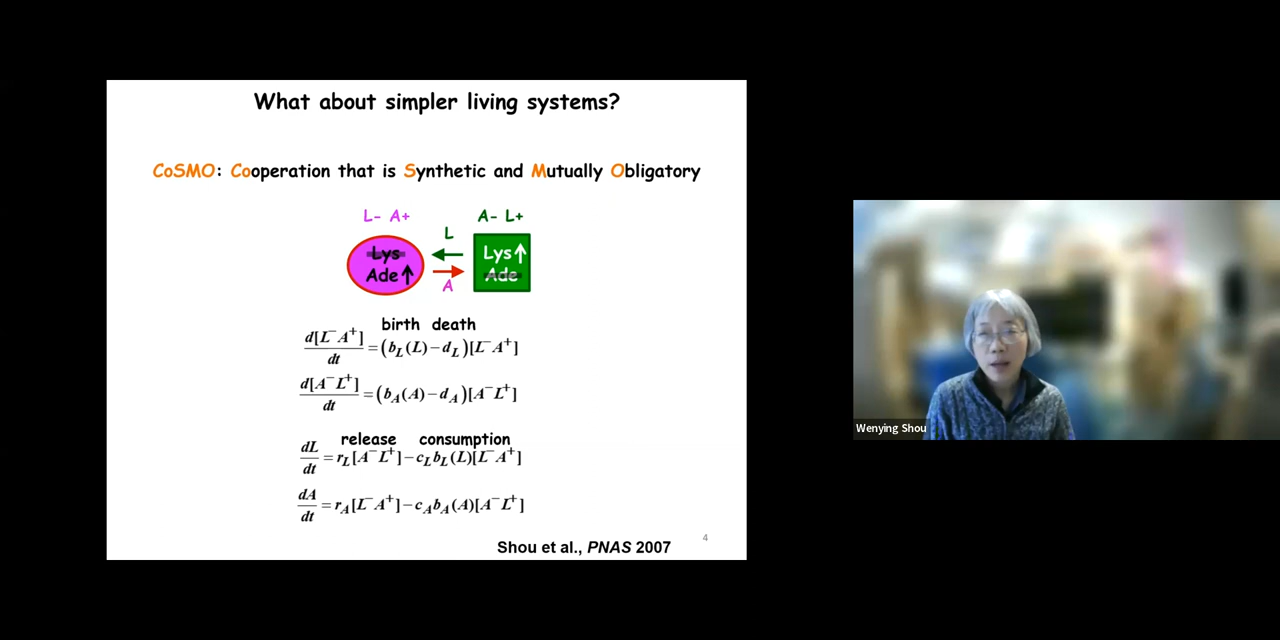 What about simpler living systems?
CoSMO: Cooperation that is Synthetic and Mutually Obligatory
L- A+ A- L+
L
Lys Lys↑
Ade↑ Ade
A
birth death
d[L⁻A⁺]/dt = (b_L(L) − d_L)[L⁻A⁺]
d[A⁻L⁺]/dt = (b_A(A) − d_A)[A⁻L⁺]
release consumption
dL/dt = r_L[A⁻L⁺] − c_L b_L(L)[L⁻A⁺]
dA/dt = r_A[L⁻A⁺] − c_A b_A(A)[A⁻L⁺]
4
Shou et al., PNAS 2007
Wenying Shou